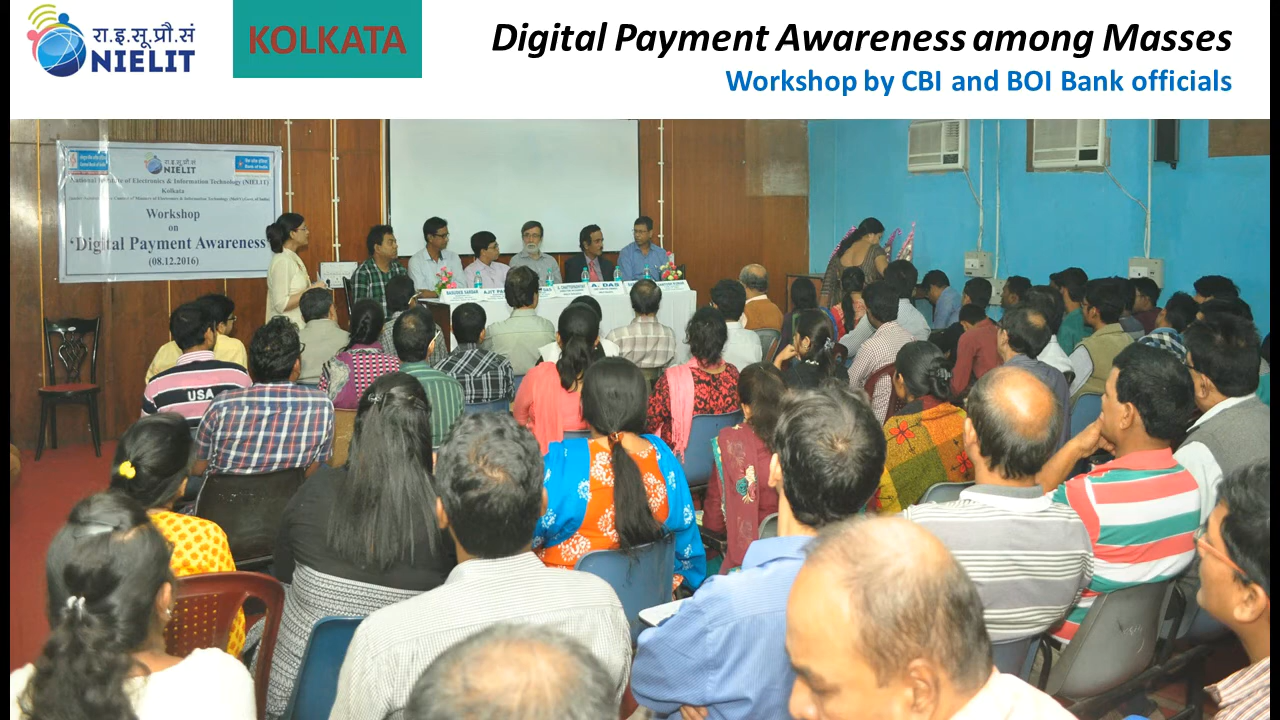 रा.इ.सू.प्रौ.सं
NIELIT
KOLKATA
Digital Payment Awareness among Masses
Workshop by CBI and BOI Bank officials
रा.इ.सू.प्रौ.सं
NIELIT
National Institute of Electronics & Information Technology (NIELIT)
Kolkata
Workshop
on
'Digital Payment Awareness'
(08.12.2016)
A. DAS
USA